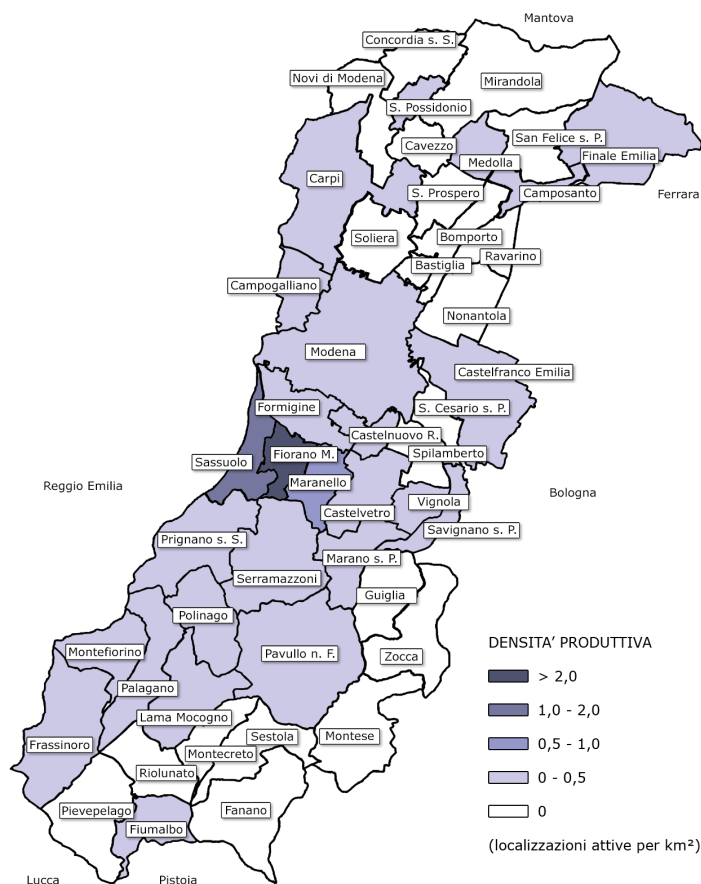 Mantova
Concordia s. S.
Novi di Modena
Mirandola
S. Possidonio
San Felice s. P.
Cavezzo
Finale Emilia
Medolla
Carpi
S. Prospero
Camposanto
Ferrara
Soliera
Bomporto
Ravarino
Bastiglia
Campogalliano
Nonantola
Modena
Castelfranco Emilia
Formigine
S. Cesario s. P.
Castelnuovo R.
Fiorano M.
Spilamberto
Sassuolo
Maranello
Reggio Emilia
Bologna
Vignola
Castelvetro
Savignano s. P.
Prignano s. S.
Marano s. P.
Serramazzoni
Guiglia
Polinago
Montefiorino
Pavullo n. F.
Zocca
Palagano
Lama Mocogno
Sestola
Montese
Frassinoro
Montecreto
Riolunato
Pievepelago
Fanano
Fiumalbo
Lucca
Pistoia
DENSITA’ PRODUTTIVA
> 2,0
1,0 - 2,0
0,5 - 1,0
0 - 0,5
0
(localizzazioni attive per km²)